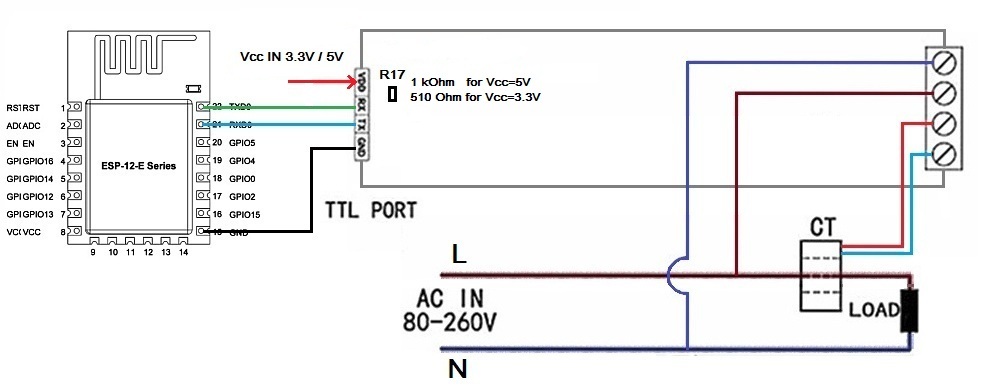 Vcc IN 3.3V / 5V
R17
1 kOhm for Vcc=5V
510 Ohm for Vcc=3.3V
VDD
RX
TX
GND
RSTRST 1
ADCADC 2
EN EN 3
GPIGPIO16 4
GPIGPIO14 5
GPIGPIO12 6
GPIGPIO13 7
VCCVCC 8
ESP-12-E Series
22 TXD0
21 RXD0
20 GPIO5
19 GPIO4
18 GPIO0
17 GPIO2
16 GPIO15
15 GND
9 10 11 12 13 14
TTL PORT
CT
L
AC IN
80-260V
LOAD
N